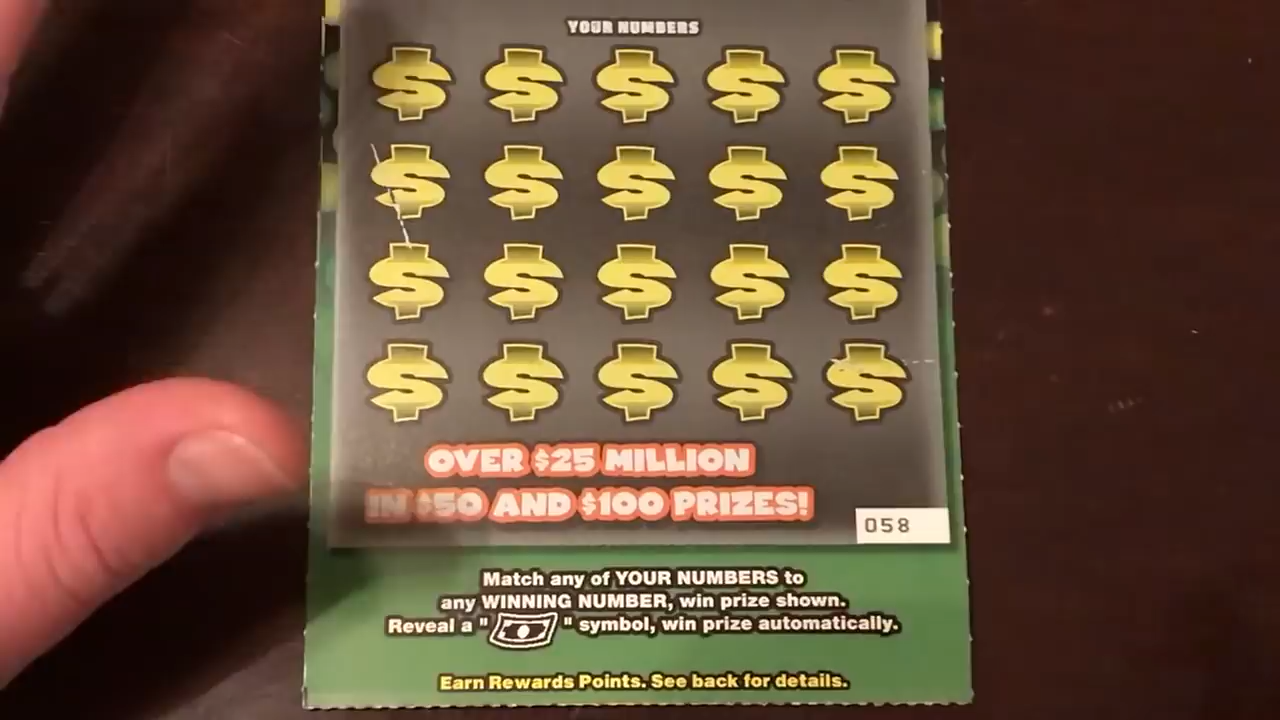 YOUR NUMBERS
$ $ $ $ $
$ $ $ $ $
$ $ $ $ $
$ $ $ $ $
OVER $25 MILLION
IN $50 AND $100 PRIZES!
058
Match any of YOUR NUMBERS to
any WINNING NUMBER, win prize shown.
Reveal a " " symbol, win prize automatically.
Earn Rewards Points. See back for details.